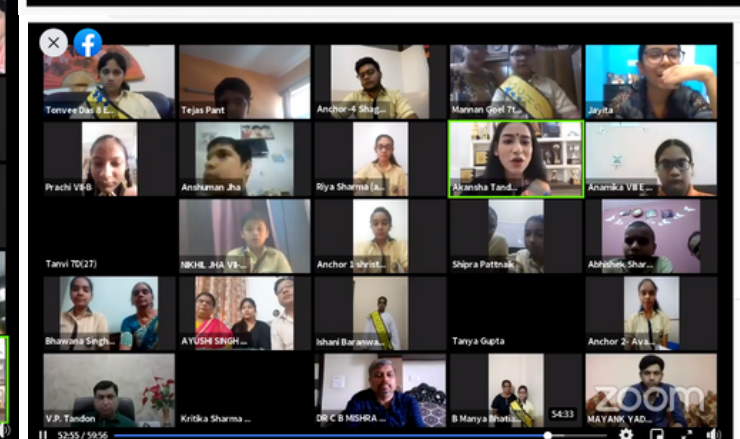 Tonvee Das 8 E...
Tejas Pant
Anchor-4 Shag...
Mannan Goel 7t...
Jayita
Prachi VII-B
Anshuman Jha
Riya Sharma (a...
Akansha Tand...
Anamika VIII E...
Tanvi 7D(27)
NIKHIL JHA VII-...
Anchor 1 shrist...
Shipra Pattnaik
Abhishek Shar...
Bhawana Singh...
AYUSHI SINGH ...
Ishani Baranwa...
Tanya Gupta
Anchor 2- Ava...
V.P. Tandon
Kritika Sharma ...
DR C B MISHRA ...
B Manya Bhatia...
54:33
zoom
MAYANK YAD...
52:55 / 59:56